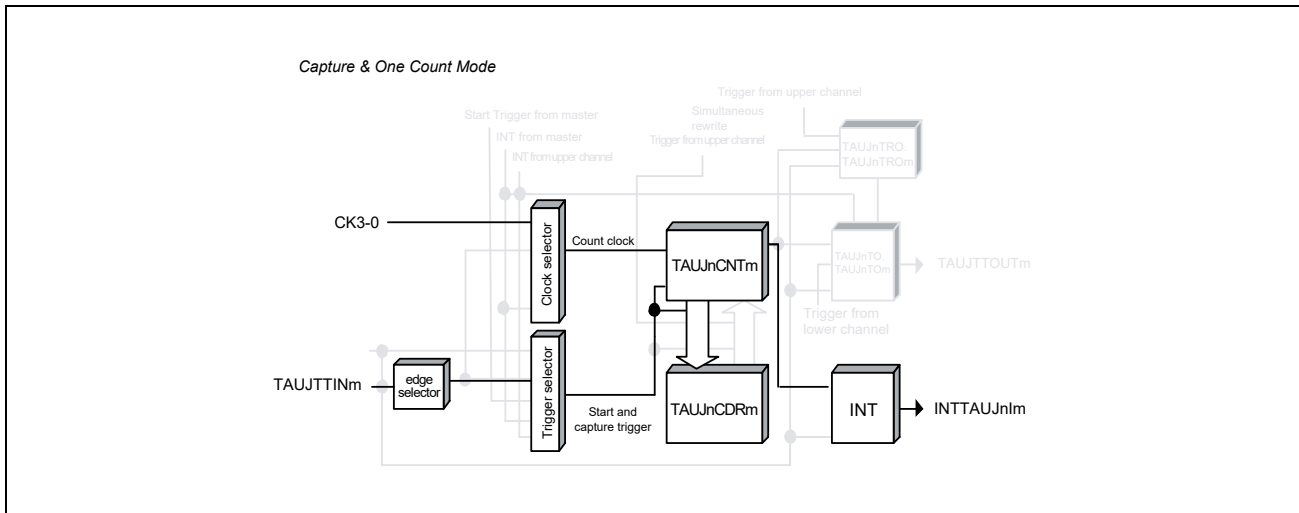 Capture & One Count Mode
Trigger from upper channel
Simultaneous
rewrite
Trigger from upper channel
Start Trigger from master
INT from master
INT from upper channel
TAUJnTRO.
TAUJnTROm
CK3-0
Clock selector
Count clock
TAUJnCNTm
TAUJnTO.
TAUJnTOm
TAUJTTOUTm
Trigger from
lower channel
TAUJTTINm
edge
selector
Trigger selector
Start and
capture trigger
TAUJnCDRm
INT
INTTAUJnIm